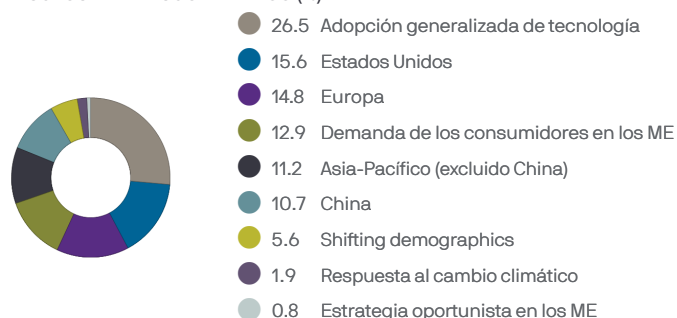 26.5 Adopción generalizada de tecnología
15.6 Estados Unidos
14.8 Europa
12.9 Demanda de los consumidores en los ME
11.2 Asia-Pacífico (excluido China)
10.7 China
5.6 Shifting demographics
1.9 Respuesta al cambio climático
0.8 Estrategia oportunista en los ME